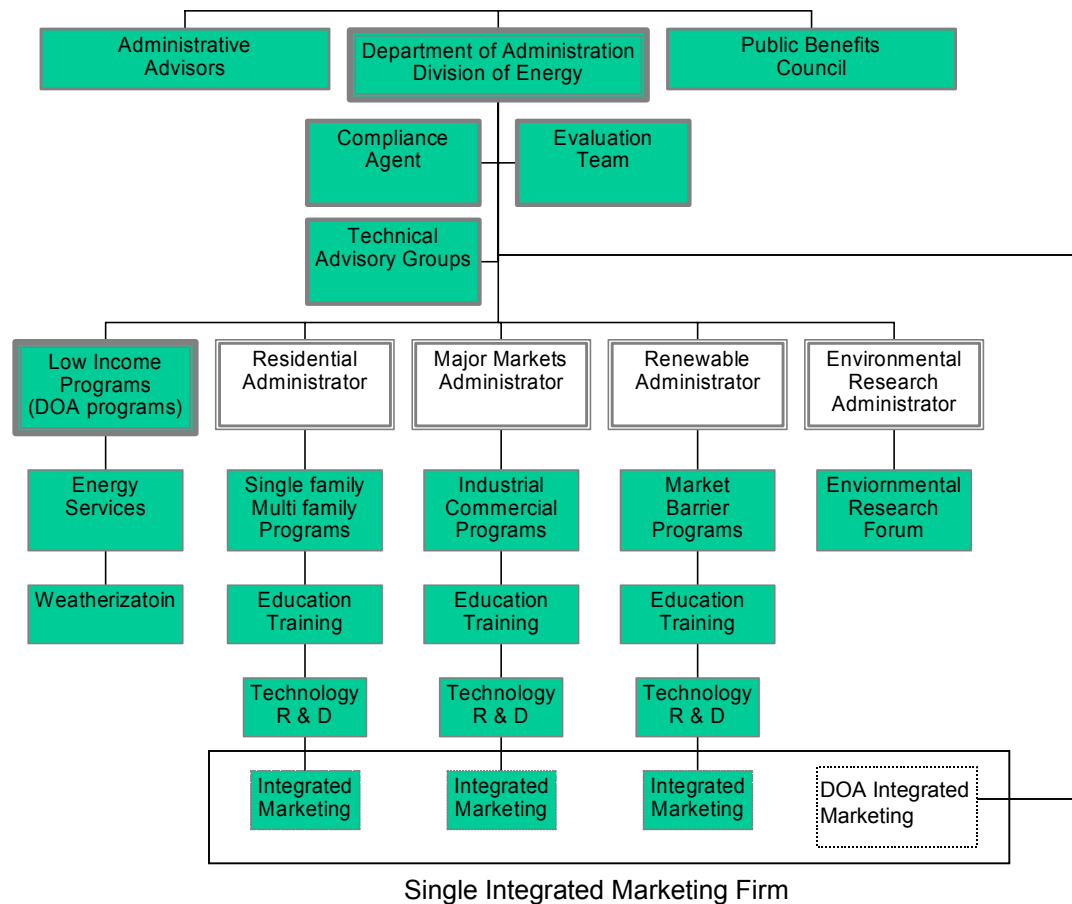 Administrative
Advisors
Department of Administration
Division of Energy
Public Benefits
Council
Compliance
Agent
Evaluation
Team
Technical
Advisory Groups
Low Income
Programs
(DOA programs)
Residential
Administrator
Major Markets
Administrator
Renewable
Administrator
Environmental
Research
Administrator
Energy
Services
Single family
Multi family
Programs
Industrial
Commercial
Programs
Market
Barrier
Programs
Enviornmental
Research
Forum
Weatherizatoin
Education
Training
Education
Training
Education
Training
Technology
R & D
Technology
R & D
Technology
R & D
Integrated
Marketing
Integrated
Marketing
Integrated
Marketing
DOA Integrated
Marketing
Single Integrated Marketing Firm